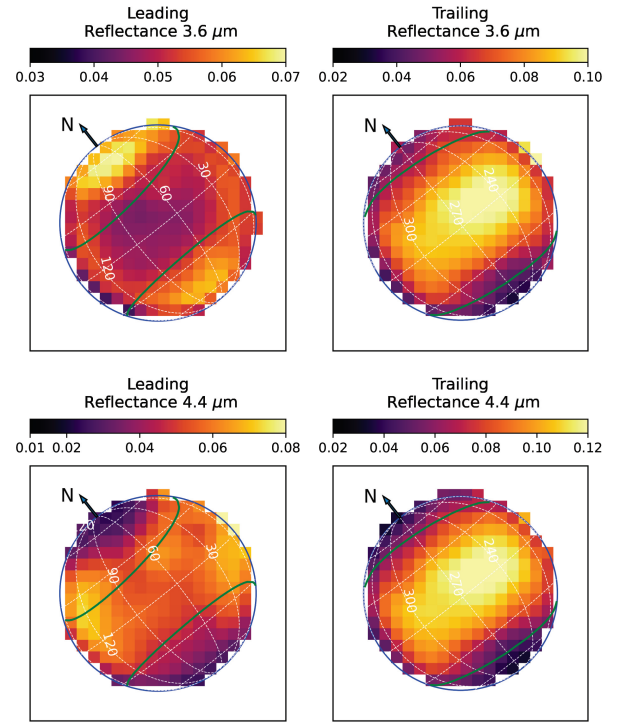 Leading
Reflectance 3.6 μm
0.03 0.04 0.05 0.06 0.07
N
30
60
90
120
Trailing
Reflectance 3.6 μm
0.02 0.04 0.06 0.08 0.10
N
240
270
300
Leading
Reflectance 4.4 μm
0.01 0.02 0.04 0.06 0.08
N
30
60
90
120
Trailing
Reflectance 4.4 μm
0.02 0.04 0.06 0.08 0.10 0.12
N
240
270
300